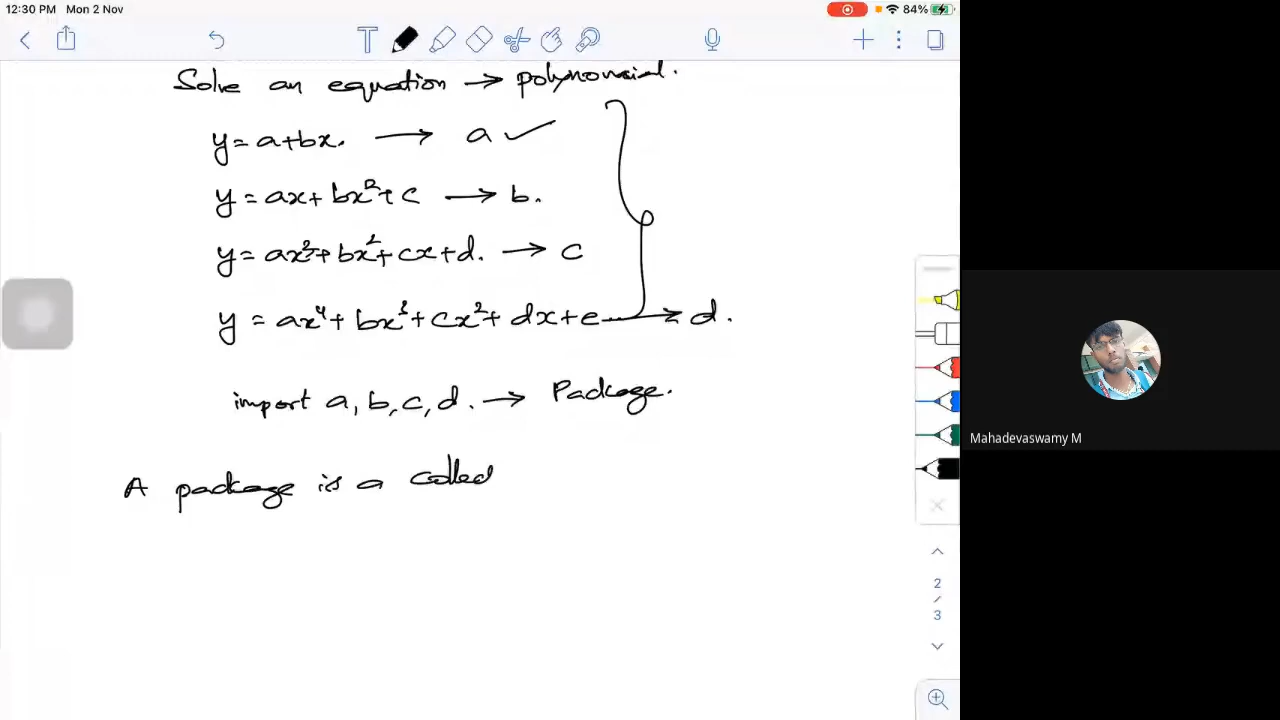 12:30 PM Mon 2 Nov
84%
Solve an equation → polynomial.
y = a+bx. → a ✓
y = ax + bx² + c → b.
y = ax³ + bx² + cx + d. → c
y = ax⁴ + bx³ + cx² + dx + e → d.
import a, b, c, d. → Package.
A package is a called
Mahadevaswamy M
2
/
3